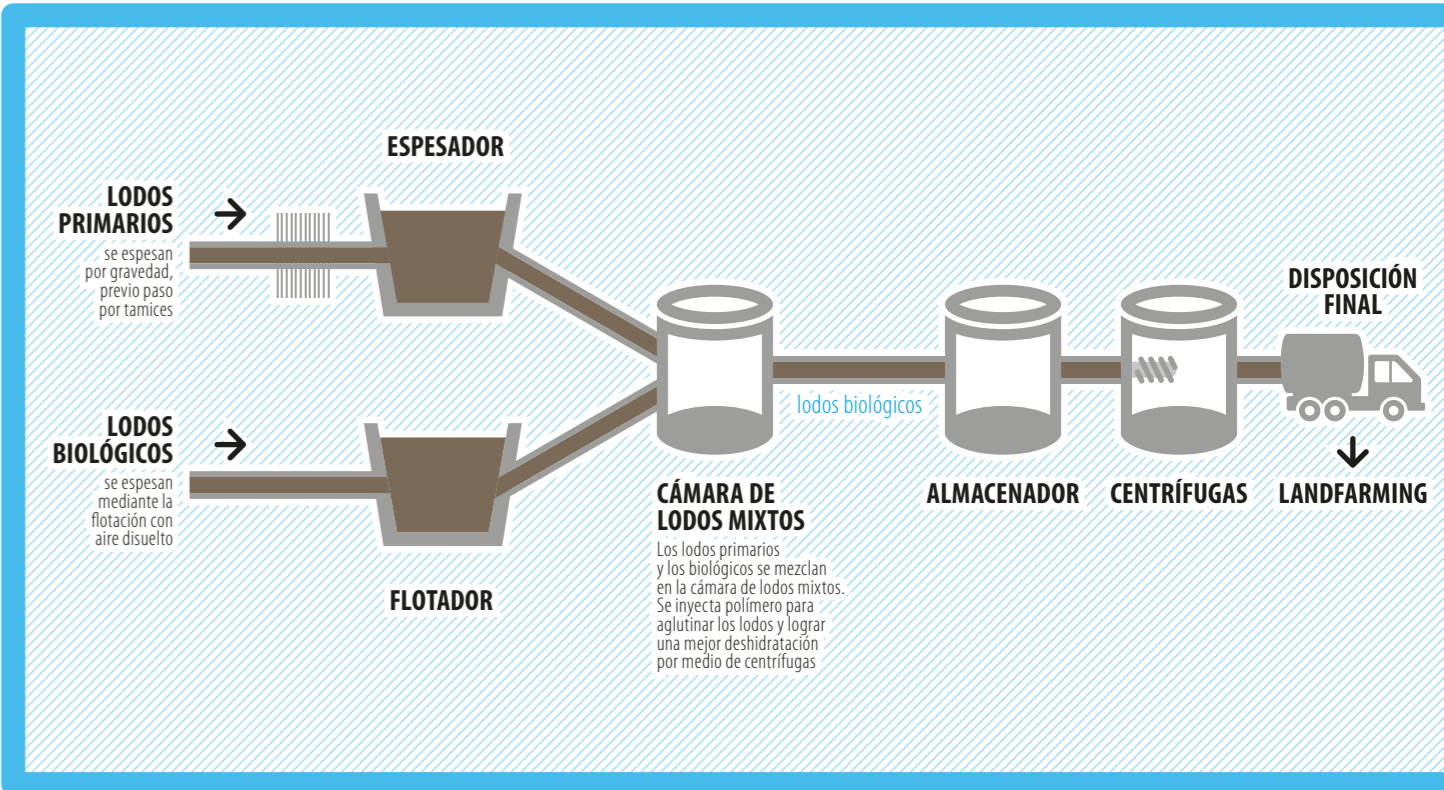 ESPESADOR
LODOS
PRIMARIOS
se espesan
por gravedad,
previo paso
por tamices
LODOS
BIOLÓGICOS
se espesan
mediante la
flotación con
aire disuelto
FLOTADOR
CÁMARA DE
LODOS MIXTOS
Los lodos primarios
y los biológicos se mezclan
en la cámara de lodos mixtos.
Se inyecta polímero para
aglutinar los lodos y lograr
una mejor deshidratación
por medio de centrífugas
lodos biológicos
ALMACENADOR
CENTRÍFUGAS
DISPOSICIÓN
FINAL
LANDFARMING